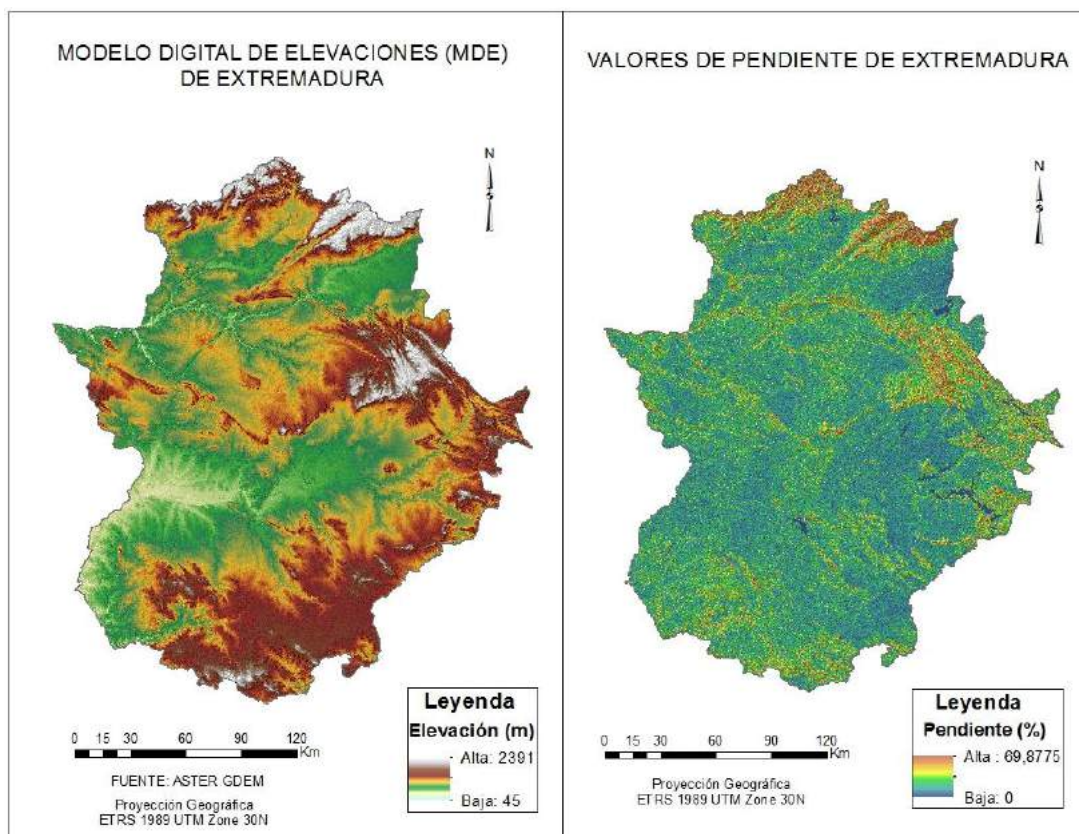 MODELO DIGITAL DE ELEVACIONES (MDE)
DE EXTREMADURA
N
Leyenda
Elevación (m)
Alta: 2391
Baja: 45
0 15 30 60 90 120
Km
FUENTE: ASTER GDEM
Proyección Geográfica
ETRS 1989 UTM Zone 30N
VALORES DE PENDIENTE DE EXTREMADURA
N
Leyenda
Pendiente (%)
Alta : 69,8775
Baja: 0
0 15 30 60 90 120
Km
Proyección Geográfica
ETRS 1989 UTM Zone 30N